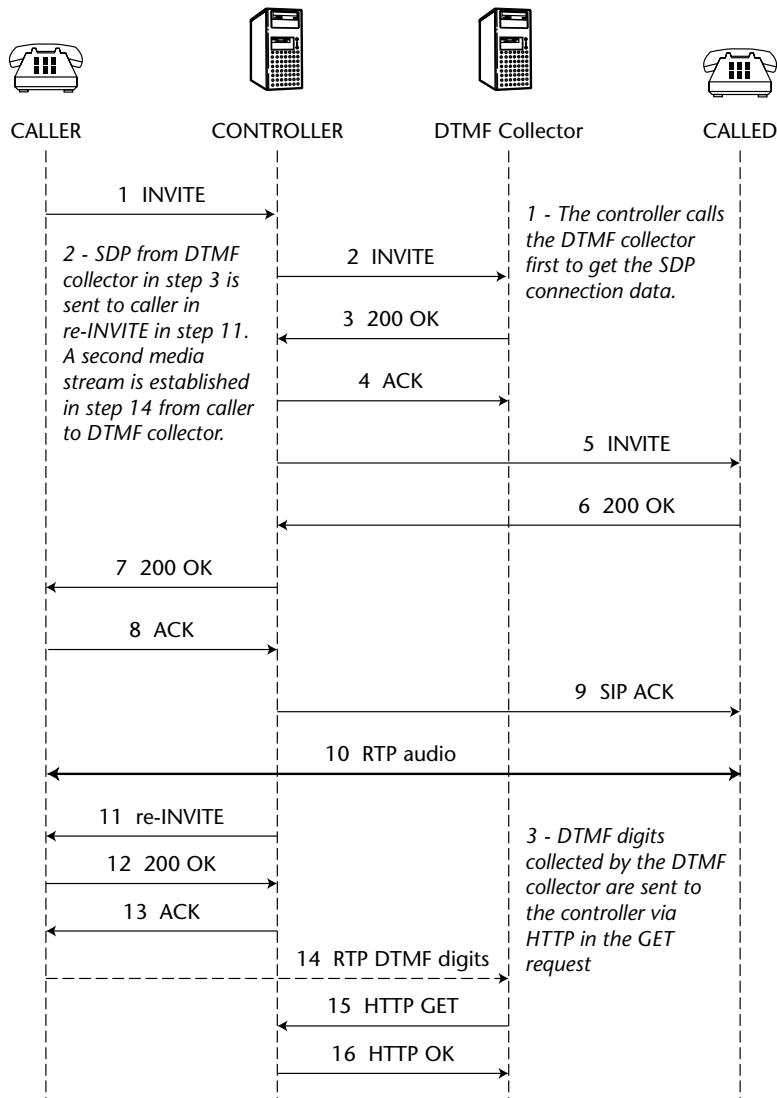 CALLER
CONTROLLER
DTMF Collector
CALLED
1 INVITE
1 - The controller calls
the DTMF collector
first to get the SDP
connection data.
2 - SDP from DTMF
collector in step 3 is
sent to caller in
re-INVITE in step 11.
A second media
stream is established
in step 14 from caller
to DTMF collector.
2 INVITE
3 200 OK
4 ACK
5 INVITE
6 200 OK
7 200 OK
8 ACK
9 SIP ACK
10 RTP audio
11 re-INVITE
12 200 OK
13 ACK
3 - DTMF digits
collected by the DTMF
collector are sent to
the controller via
HTTP in the GET
request
14 RTP DTMF digits
15 HTTP GET
16 HTTP OK